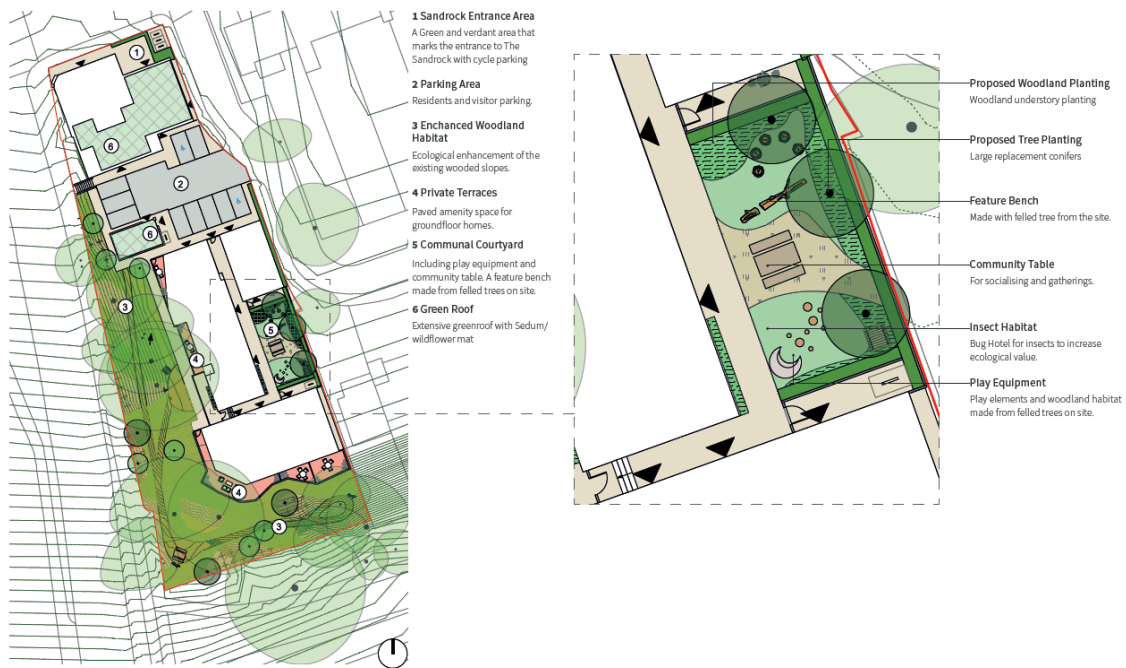 1 Sandrock Entrance Area
A Green and verdant area that
marks the entrance to The
Sandrock with cycle parking
2 Parking Area
Residents and visitor parking.
3 Enchanced Woodland
Habitat
Ecological enhancement of the
existing wooded slopes.
4 Private Terraces
Paved amenity space for
groundfloor homes.
5 Communal Courtyard
Including play equipment and
community table. A feature bench
made from felled trees on site.
6 Green Roof
Extensive greenroof with Sedum/
wildflower mat
1
6
2
6
3
5
4
4
3
Proposed Woodland Planting
Woodland understory planting
Proposed Tree Planting
Large replacement conifers
Feature Bench
Made with felled tree from the site.
Community Table
For socialising and gatherings.
Insect Habitat
Bug Hotel for insects to increase
ecological value.
Play Equipment
Play elements and woodland habitat
made from felled trees on site.